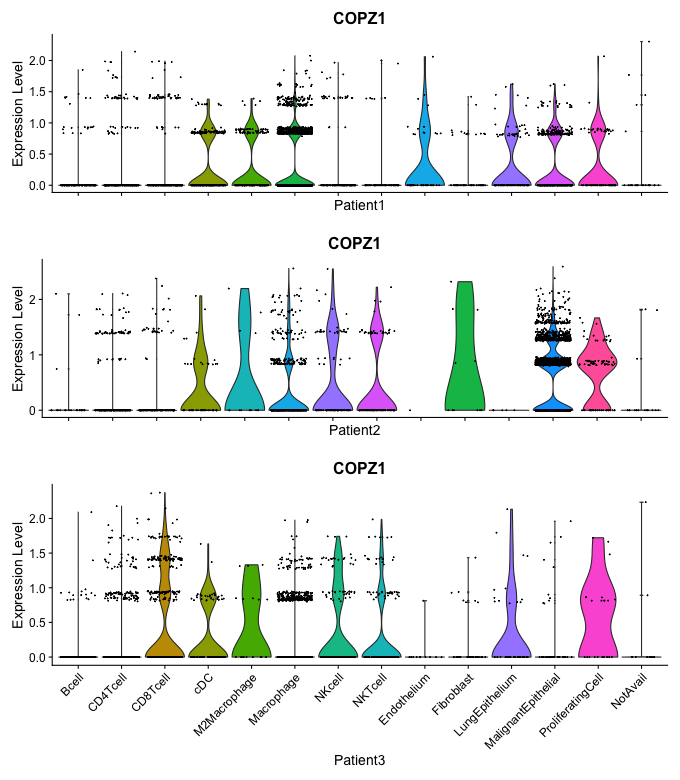 COPZ1
Expression Level
2.0
1.5
1.0
0.5
0.0
Patient1
COPZ1
Expression Level
2
1
0
Patient2
COPZ1
Expression Level
2.0
1.5
1.0
0.5
0.0
Bcell
CD4Tcell
CD8Tcell
cDC
M2Macrophage
Macrophage
NKcell
NKTcell
Endothelium
Fibroblast
LungEpithelium
MalignantEpithelial
ProliferatingCell
NotAvail
Patient3